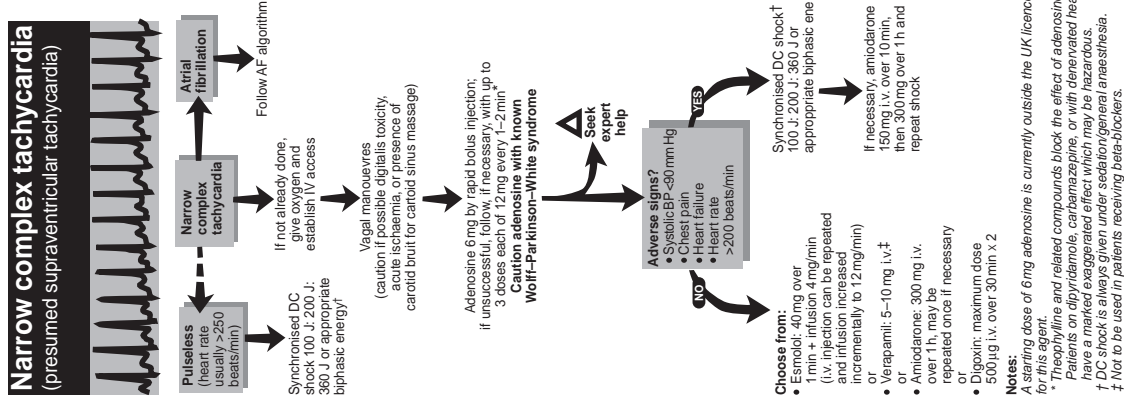 Narrow complex tachycardia
(presumed supraventricular tachycardia)
Pulseless
(heart rate
usually >250
beats/min)
Narrow
complex
tachycardia
Atrial
fibrillation
Synchronised DC
shock 100 J: 200 J:
360 J or appropriate
biphasic energy†
If not already done,
give oxygen and
establish IV access
Follow AF algorithm
Vagal manouevres
(caution if possible digitalis toxicity,
acute ischaemia, or presence of
carotid bruit for cartoid sinus massage)
Adenosine 6 mg by rapid bolus injection;
if unsuccessful, follow, if necessary, with up to
3 doses each of 12 mg every 1–2 min*
Caution adenosine with known
Wolff–Parkinson–White syndrome
Seek
expert
help
Adverse signs?
• Systolic BP <90 mm Hg
• Chest pain
• Heart failure
• Heart rate
>200 beats/min
NO
YES
Choose from:
• Esmolol: 40 mg over
1 min + infusion 4 mg/min
(i.v. injection can be repeated
and infusion increased
incrementally to 12 mg/min)
or
• Verapamil: 5–10 mg i.v.‡
or
• Amiodarone: 300 mg i.v.
over 1 h, may be
repeated once if necessary
or
• Digoxin: maximum dose
500 µg i.v. over 30 min x 2
Synchronised DC shock†
100 J: 200 J: 360 J or
appropriate biphasic ene
If necessary, amiodarone
150 mg i.v. over 10 min,
then 300 mg over 1 h and
repeat shock
Notes:
A starting dose of 6 mg adenosine is currently outside the UK licence
for this agent.
* Theophylline and related compounds block the effect of adenosine
Patients on dipyridamole, carbamazepine, or with denervated hea
have a marked exaggerated effect which may be hazardous.
† DC shock is always given under sedation/general anaesthesia.
‡ Not to be used in patients receiving beta-blockers.